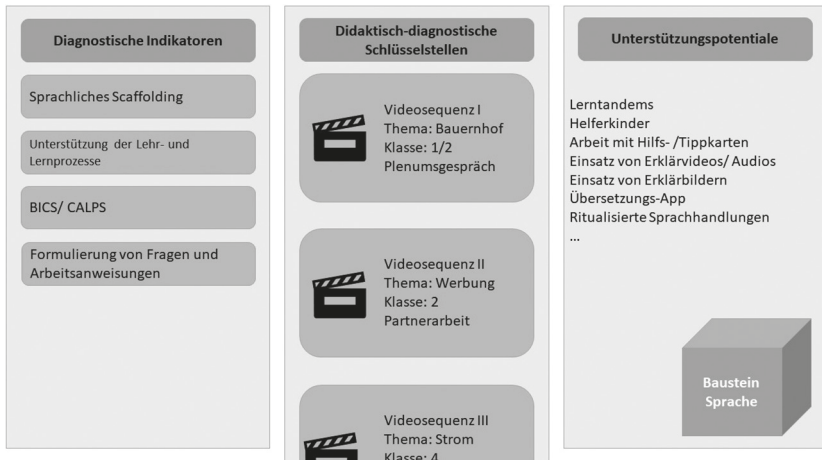 Diagnostische Indikatoren
Sprachliches Scaffolding
Unterstützung der Lehr- und
Lernprozesse
BICS/ CALPS
Formulierung von Fragen und
Arbeitsanweisungen
Didaktisch-diagnostische
Schlüsselstellen
Videosequenz I
Thema: Bauernhof
Klasse: 1/2
Plenumsgespräch
Videosequenz II
Thema: Werbung
Klasse: 2
Partnerarbeit
Videosequenz III
Thema: Strom
Klasse: 4
Unterstützungspotentiale
Lerntandems
Helferkinder
Arbeit mit Hilfs- /Tippkarten
Einsatz von Erklärvideos/ Audios
Einsatz von Erklärbildern
Übersetzungs-App
Ritualisierte Sprachhandlungen
...
Baustein
Sprache